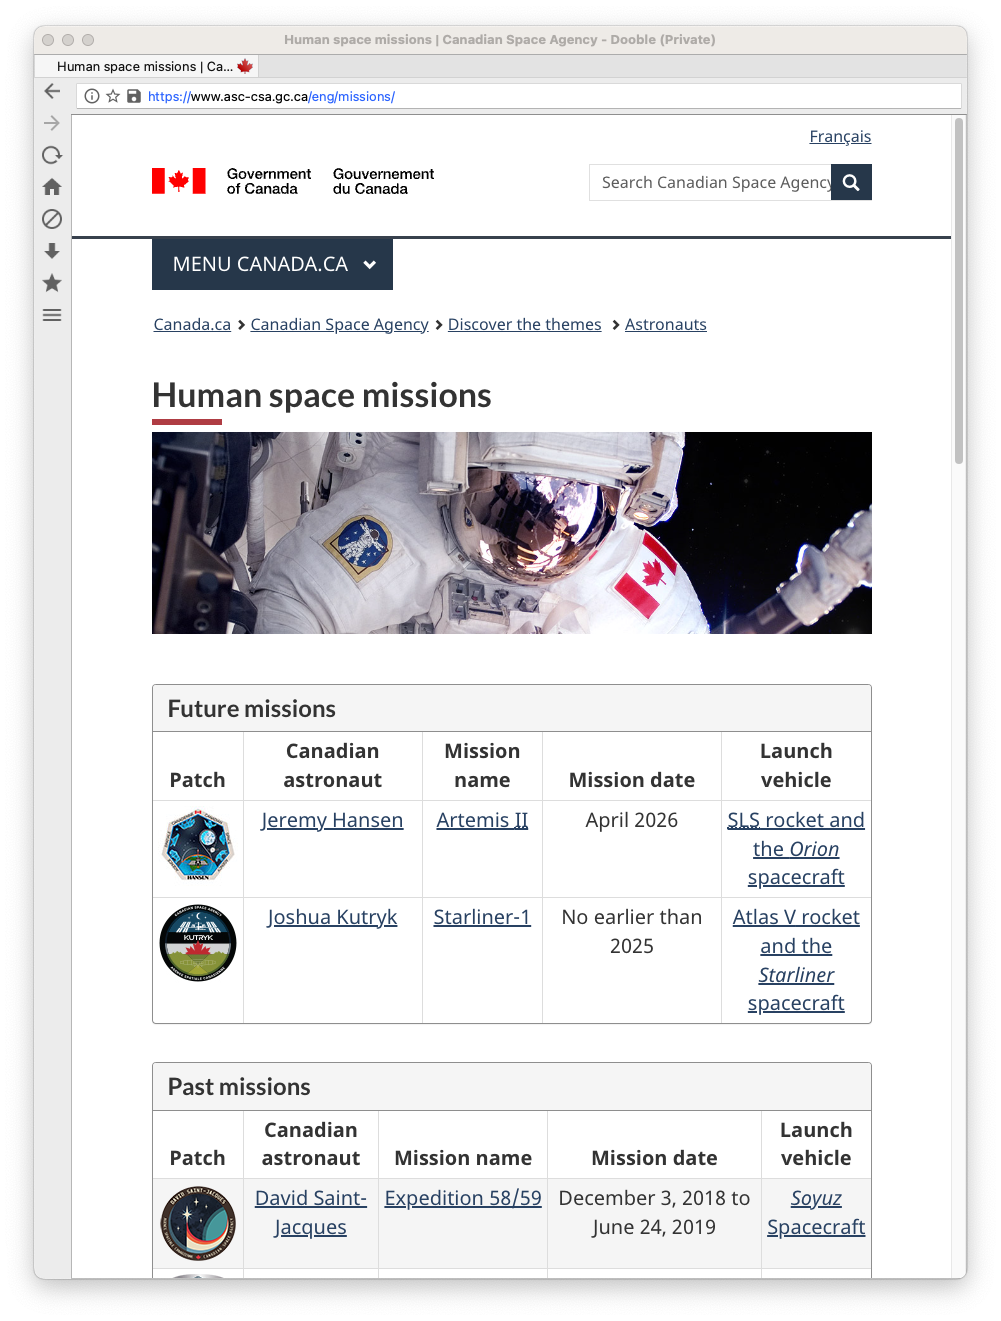 Human space missions | Canadian Space Agency - Dooble (Private)
Human space missions | Ca...
https://www.asc-csa.gc.ca/eng/missions/
Français
Government
of Canada
Gouvernement
du Canada
Search Canadian Space Agency
MENU CANADA.CA
Canada.ca
Canadian Space Agency
Discover the themes
Astronauts
Human space missions
Future missions
Patch
Canadian
astronaut
Mission
name
Mission date
Launch
vehicle
HANSEN
Jeremy Hansen
Artemis II
April 2026
SLS rocket and
the Orion
spacecraft
CANADIAN SPACE AGENCY
KUTRYK
AGENCE SPATIALE CANADIENNE
Joshua Kutryk
Starliner-1
No earlier than
2025
Atlas V rocket
and the
Starliner
spacecraft
Past missions
Patch
Canadian
astronaut
Mission name
Mission date
Launch
vehicle
DAVID SAINT-JACQUES
David Saint-
Jacques
Expedition 58/59
December 3, 2018 to
June 24, 2019
Soyuz
Spacecraft